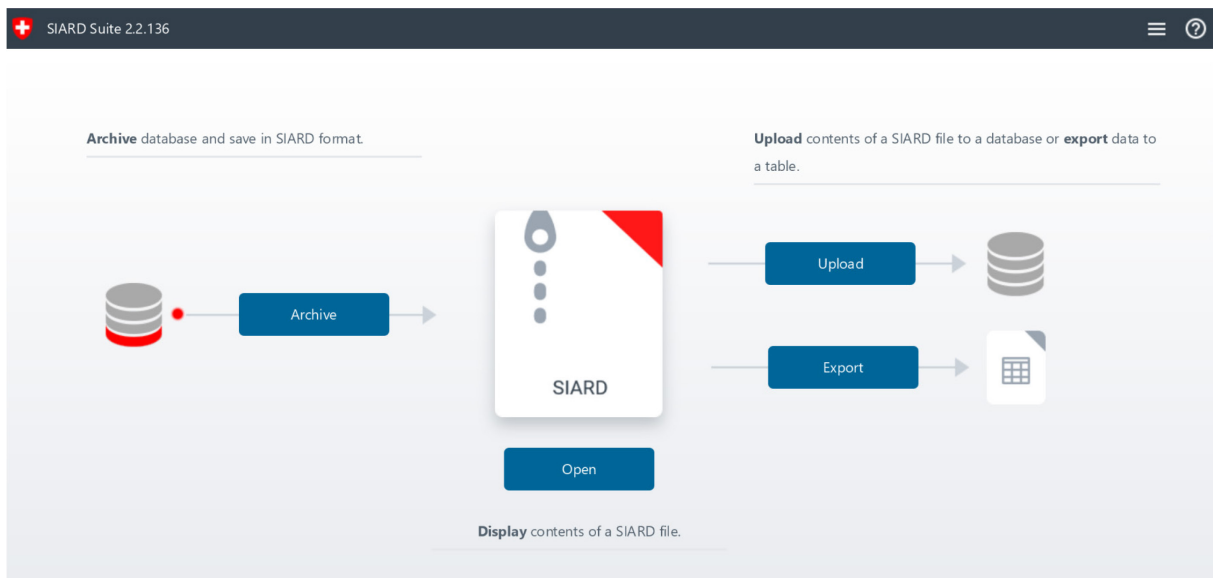 SIARD Suite 2.2.136
Archive database and save in SIARD format.
Upload contents of a SIARD file to a database or export data to
a table.
Archive
SIARD
Upload
Export
Open
Display contents of a SIARD file.